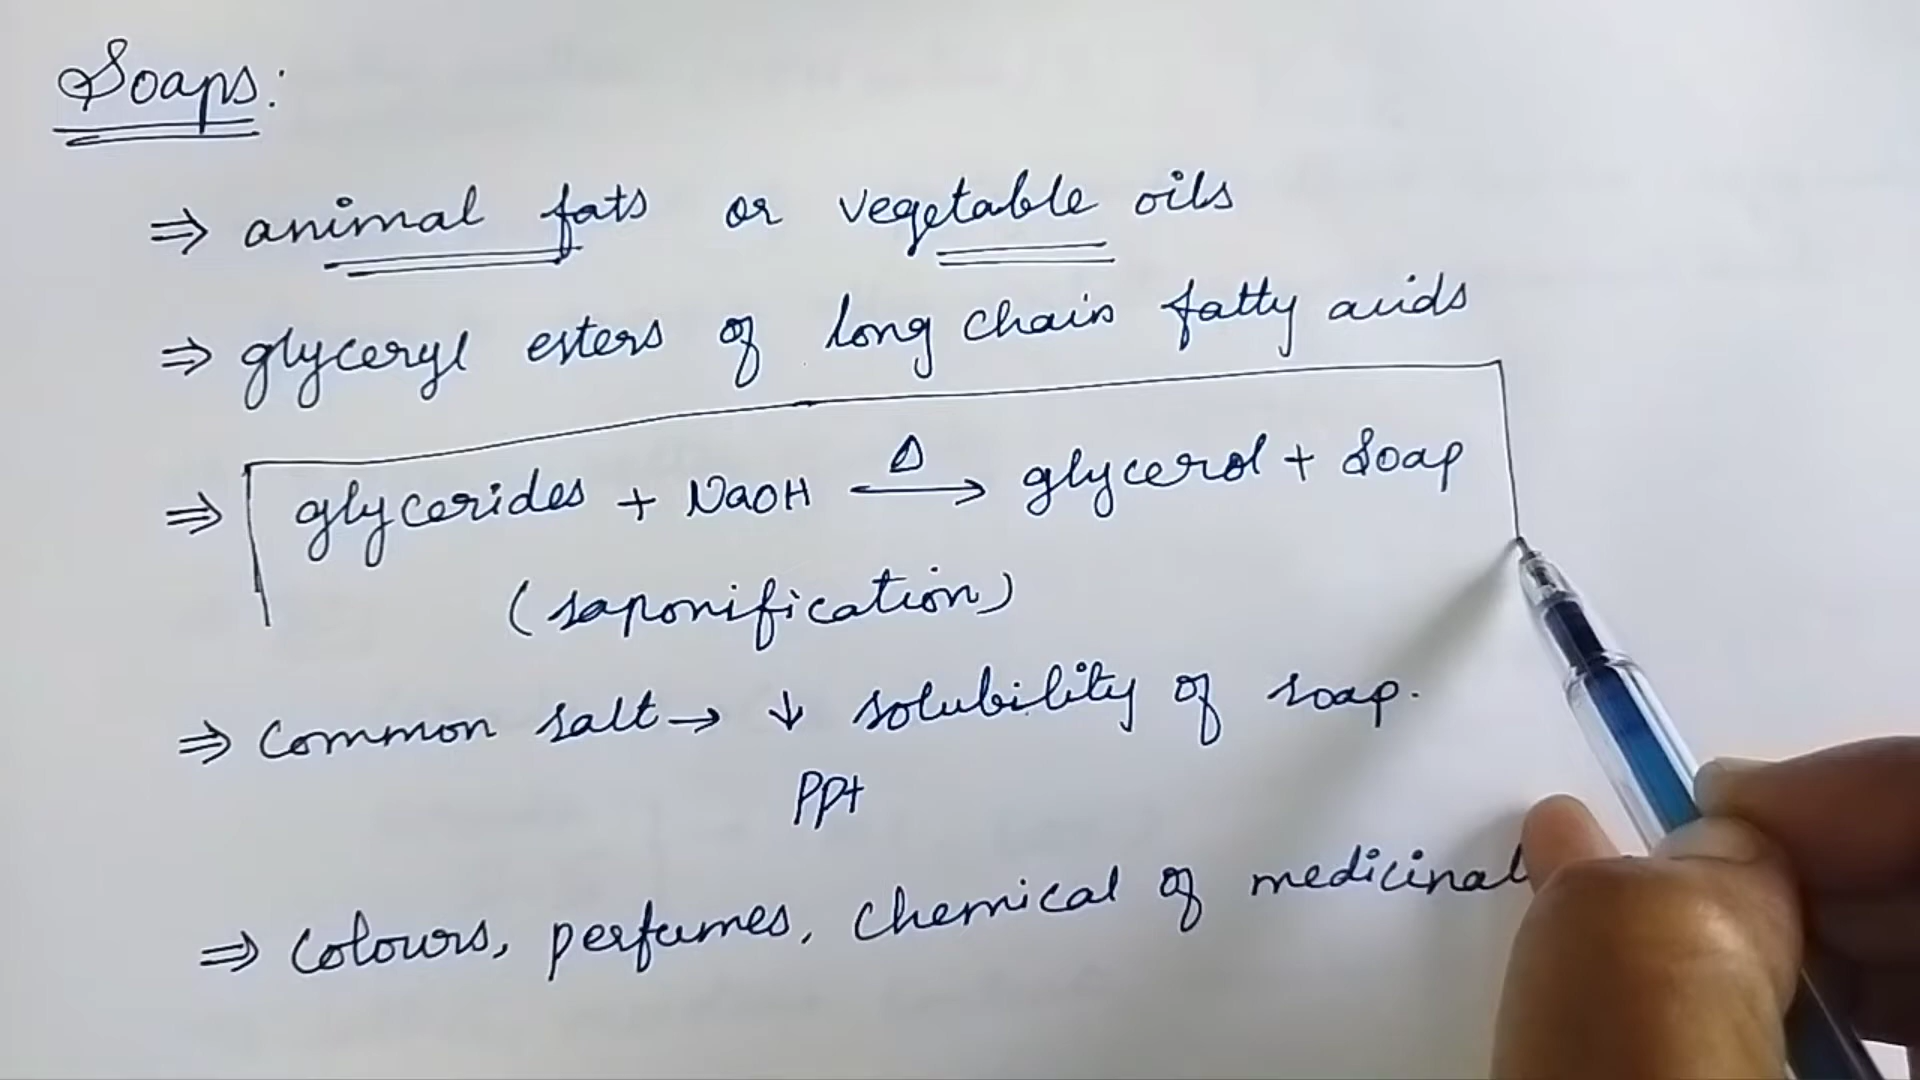 Soaps:
⇒ animal fats or vegetable oils
⇒ glyceryl esters of long chain fatty acids
⇒ glycerides + NaOH Δ→ glycerol + Soap
(saponification)
⇒ Common salt → ↓ solubility of soap.
PPt
⇒ Colours, perfumes, chemical of medicinal